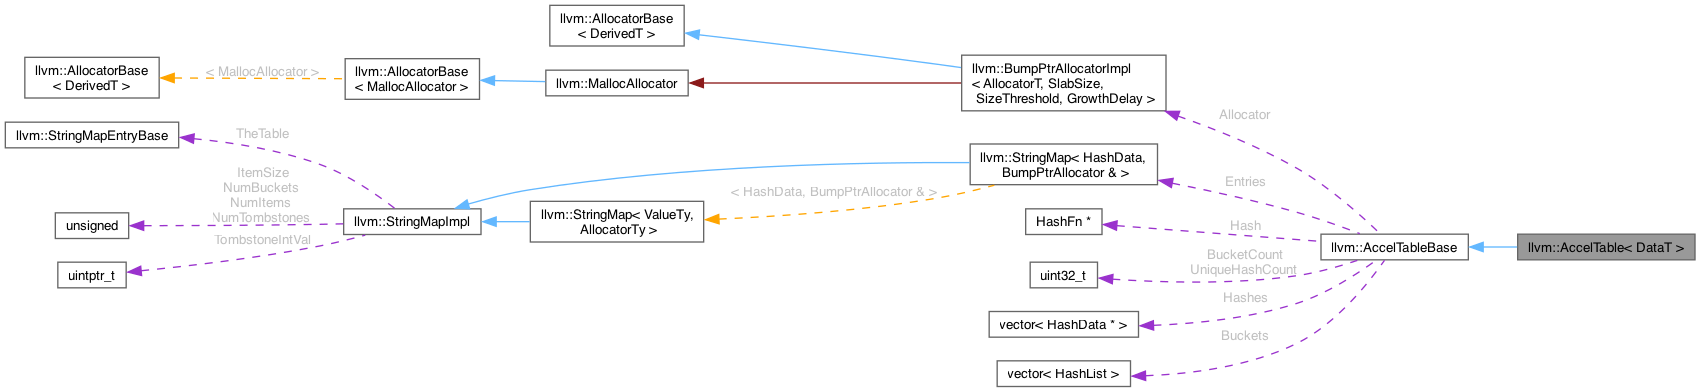 llvm::AllocatorBase
< DerivedT >
llvm::AllocatorBase
< DerivedT >
< MallocAllocator >
llvm::AllocatorBase
< MallocAllocator >
llvm::MallocAllocator
llvm::BumpPtrAllocatorImpl
< AllocatorT, SlabSize,
SizeThreshold, GrowthDelay >
Allocator
llvm::StringMapEntryBase
TheTable
llvm::StringMap< HashData,
BumpPtrAllocator & >
Entries
ItemSize
NumBuckets
NumItems
NumTombstones
< HashData, BumpPtrAllocator & >
unsigned
llvm::StringMapImpl
llvm::StringMap< ValueTy,
AllocatorTy >
HashFn *
Hash
TombstoneIntVal
uintptr_t
llvm::AccelTableBase
llvm::AccelTable< DataT >
BucketCount
UniqueHashCount
uint32_t
Hashes
vector< HashData * >
Buckets
vector< HashList >